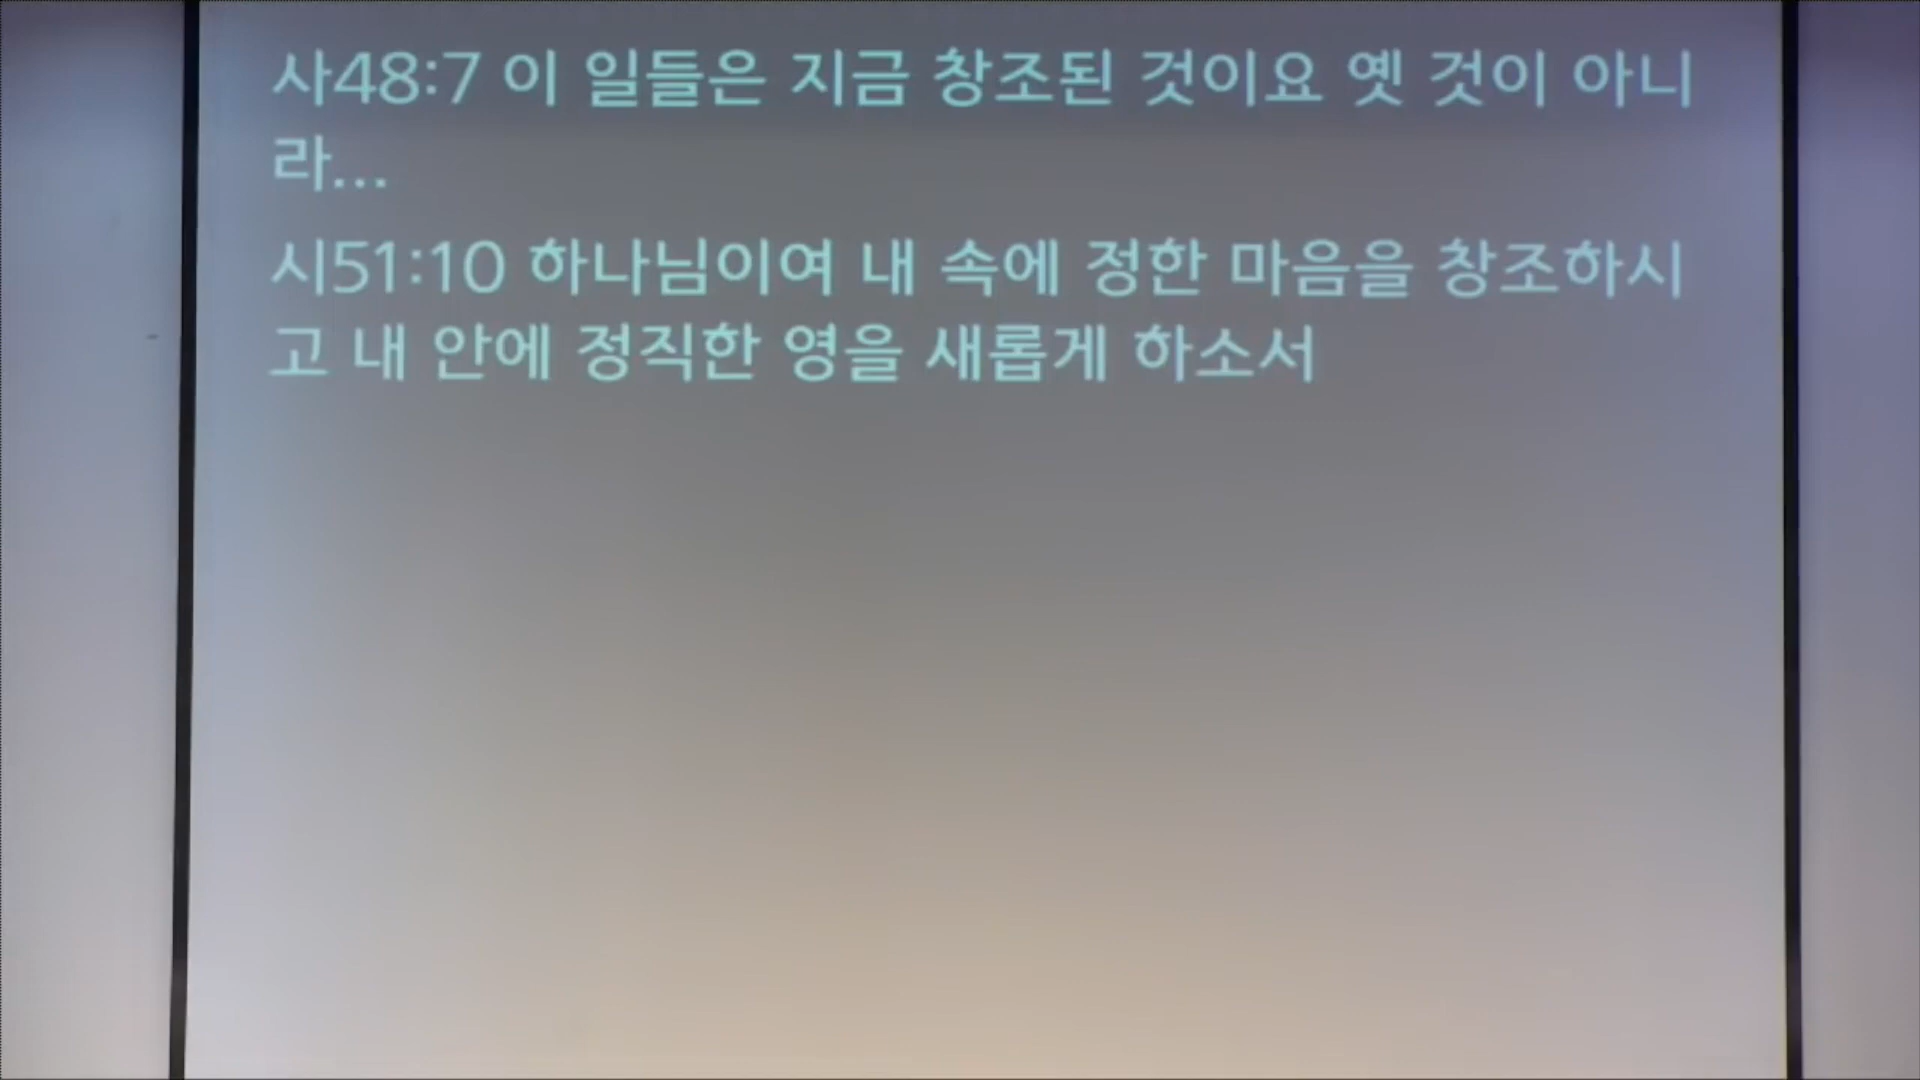 사48:7 이 일들은 지금 창조된 것이요 옛 것이 아니
라...
시51:10 하나님이여 내 속에 정한 마음을 창조하시
고 내 안에 정직한 영을 새롭게 하소서